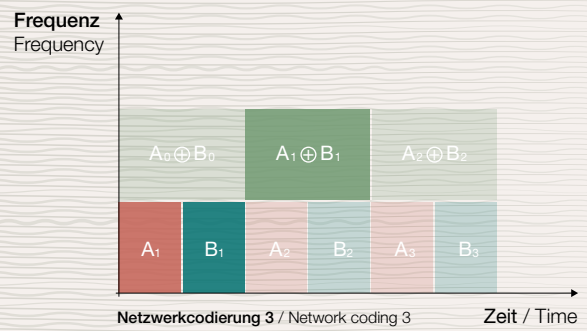 Frequenz
Frequency
A₀⊕B₀ A₁⊕B₁ A₂⊕B₂
A₁ B₁ A₂ B₂ A₃ B₃
Netzwerkcodierung 3 / Network coding 3 Zeit / Time